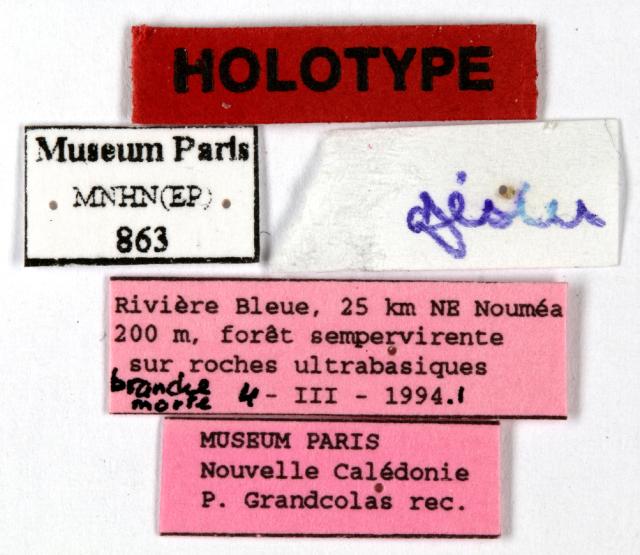 HOLOTYPE
Museum Paris
MNHN(EP)
863
Rivière Bleue, 25 km NE Nouméa
200 m, forêt sempervirente
sur roches ultrabasiques
branche morte 4 - III - 1994.1
MUSEUM PARIS
Nouvelle Calédonie
P. Grandcolas rec.